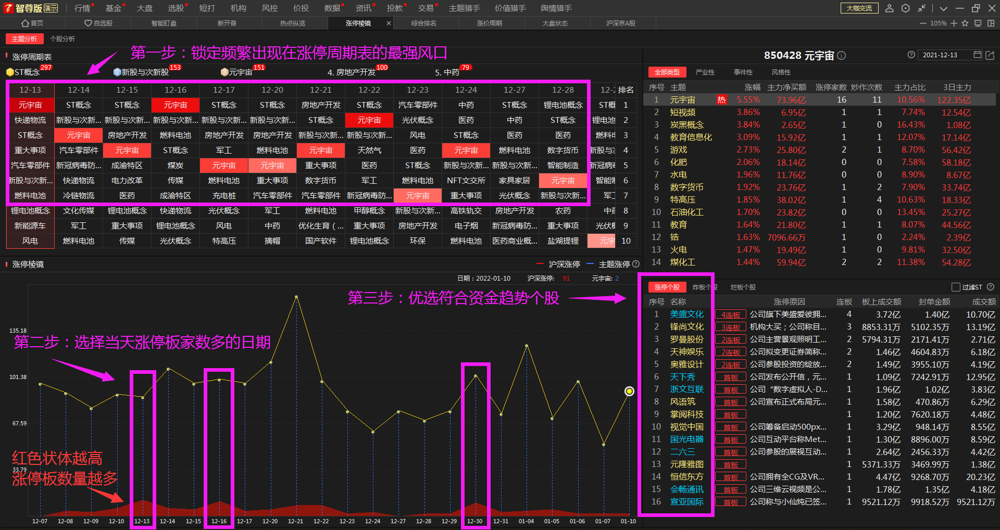 智尊版 演示 行情 基金 大盘 选股 短打 机构 风控 价投 数据 资讯 投教 交易 主题猎手 价值猎手 舆情猎手 大咖交流
首页 自选股 智能盯盘 新开普 热点纵览 涨停棱镜 综合排名 涨价周期 大盘状态 沪深京A股 105%
主题分析 个股分析
涨停周期表
第一步：锁定频繁出现在涨停周期表的最强风口
ST概念 297 新股与次新股 153 元宇宙 151 4. 房地产开发 100 5. 中药 79
12-13 12-14 12-15 12-16 12-17 12-20 12-21 12-22 12-23 12-24 12-27 12-28 12-2 排名
元宇宙 ST概念 ST概念 元宇宙 ST概念 ST概念 房地产开发 ST概念 汽车零部件 中药 ST概念 锂电池概念 ST概 1
快递物流 新股与次新... 新股与次新... 新股与次新... 新股与次新... 新股与次新... ST概念 元宇宙 光伏概念 医药 中药 ST概念 锂电池 2
ST概念 元宇宙 房地产开发 燃料电池 房地产开发 房地产开发 新股与次新... 新股与次新... 风电 ST概念 医药 医药 燃料 3
重大事项 汽车零部件 元宇宙 ST概念 军工 燃料电池 元宇宙 天然气 医药 元宇宙 燃料电池 数字货币 新股与 4
汽车零部件 新冠病毒防... 成渝特区 煤炭 元宇宙 元宇宙 重大事项 医药 ST概念 新股与次新... 新股与次新... 智能制造 新冠病 5
新股与次新... 快递物流 电力改革 传媒 燃料电池 重大事项 数字货币 军工 燃料电池 NFT文交所 家具家居 元宇宙 智能制 6
燃料电池 冷链物流 医药 成渝特区 充电桩 汽车零部件 汽车零部件 新冠病毒防... 元宇宙 重大事项 光伏概念 新股与次新... 军工 7
锂电池概念 文化传媒 锂电池概念 快递物流 光伏概念 军工 燃料电池 甲醇概念 新股与次新... 高铁轨交 房地产开发 农药 中药 8
新能源车 军工 重大事项 锂电池概念 风电 中药 优化生育（... 重大事项 房地产开发 电子烟 新冠病毒防... 重大事项 光伏概 9
风电 燃料电池 传媒 光伏概念 特高压 摘帽 国产软件 锂电池概念 环保 燃料电池 医药商业概... 盐湖提锂 元宇 10
涨停棱镜 沪深涨停 主题涨停
日期：2022-01-10 沪深涨停: 91 元宇宙: 2
第三步：优选符合资金趋势个股
135.18
第二步：选择当天涨停板家数多的日期
101.38
67.59
红色状体越高
33.79
涨停板数量越多
12-07 12-08 12-09 12-10 12-13 12-14 12-15 12-16 12-17 12-20 12-21 12-22 12-23 12-24 12-27 12-28 12-29 12-30 12-31 01-04 01-05 01-06 01-07 01-10
850428 元宇宙 2021-12-13
全部类型 产业性 事件性 风格性
序号 主题 涨幅 主力净买额 涨停家数 炒作次数 主力占比 3日主力
1 元宇宙 热 5.55% 73.96亿 16 11 10.56% 122.35亿
2 短视频 3.86% 6.95亿 1 1 7.74% 12.54亿
3 炭黑概念 3.84% 2.65亿 1 0 16.43% 1.08亿
4 教育信息化 3.09% 15.92亿 1 1 12.07% 17.14亿
5 游戏 2.73% 25.80亿 2 1 8.70% 56.42亿
6 化肥 2.06% 18.14亿 0 0 7.58% 58.18亿
7 水电 1.96% 11.76亿 1 0 8.90% 8.67亿
8 数字货币 1.92% 23.76亿 1 2 7.90% 33.74亿
9 特高压 1.85% 38.02亿 1 4 10.63% 18.33亿
10 石油化工 1.70% 23.82亿 0 0 13.45% 25.27亿
11 教育 1.64% 21.80亿 1 1 8.07% 44.56亿
12 锆 1.63% 7096.66万 1 0 2.24% 2.39亿
13 火电 1.47% 19.49亿 1 0 9.81% 32.50亿
14 煤化工 1.44% 59.94亿 2 2 11.38% 54.28亿
涨停个股 炸板个股 烂板个股 过滤ST
序号 名称 涨停原因 连板 板上成交额 封单金额 成交额
1 美盛文化 4连板 公司旗下美盛爱彼拥... 4 3.72亿 1.40亿 10.70亿
2 锋尚文化 3连板 机构大买；公司称目... 3 8853.31万 5102.35万 13.19亿
3 罗曼股份 2连板 公司主营景观照明工... 2 5794.31万 2171.41万 2.71亿
4 天神娱乐 2连板 公司拟变更证券简称... 2 1.46亿 4604.83万 6.18亿
5 奥雅设计 2连板 公司参股投资的绽放... 2 1.49亿 3955.10万 4.19亿
6 天下秀 首板 公司发布公开信，元... 1 1.09亿 7242.91万 12.95亿
7 浙文互联 首板 公司“数字虚拟人-D... 1 1.96亿 1.02亿 3.83亿
8 风语筑 首板 公司宣布正式布局元... 1 1.58亿 470.86万 6.29亿
9 掌阅科技 首板 1 1.20亿 7620.18万 4.48亿
10 视觉中国 首板 公司筹备启动500px... 1 3.29亿 948.14万 8.55亿
11 国光电器 首板 公司互动平台称Met... 1 1.30亿 8896.00万 8.59亿
12 二六三 首板 公司参股的展视互动... 1 2.64亿 2456.33万 4.42亿
13 元隆雅图 首板 1 5371.33万 3469.99万 1.38亿
14 恒信东方 首板 公司拥有全CG及VR... 1 4.47亿 9268.70万 20.23亿
15 会畅通讯 首板 公司三维云视频是公... 1 1.78亿 1.35亿 4.18亿
16 宣亚国际 首板 公司称与小仙炖已签... 1 9521.12万 9918.52万 9521.12万